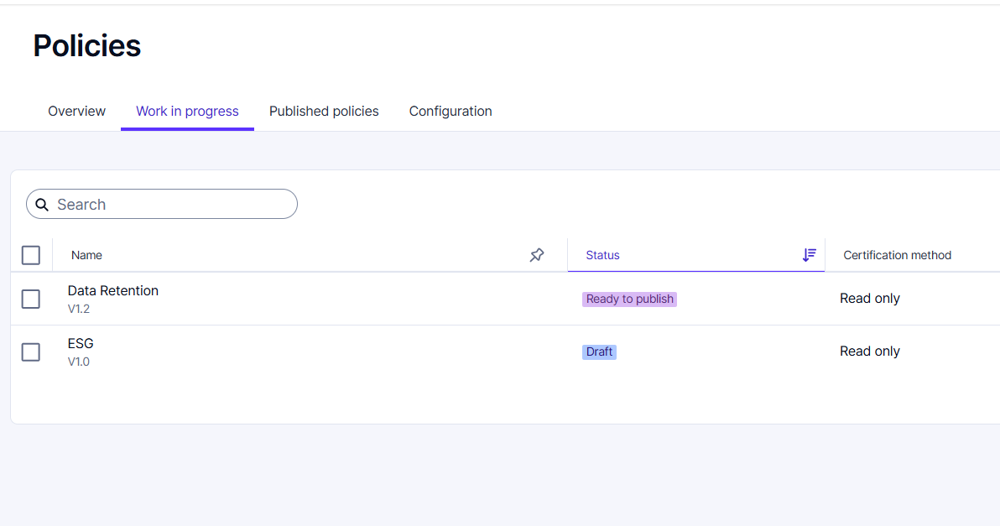 Policies
Overview Work in progress Published policies Configuration
Search
Name Status Certification method
Data Retention Ready to publish Read only
V1.2
ESG Draft Read only
V1.0